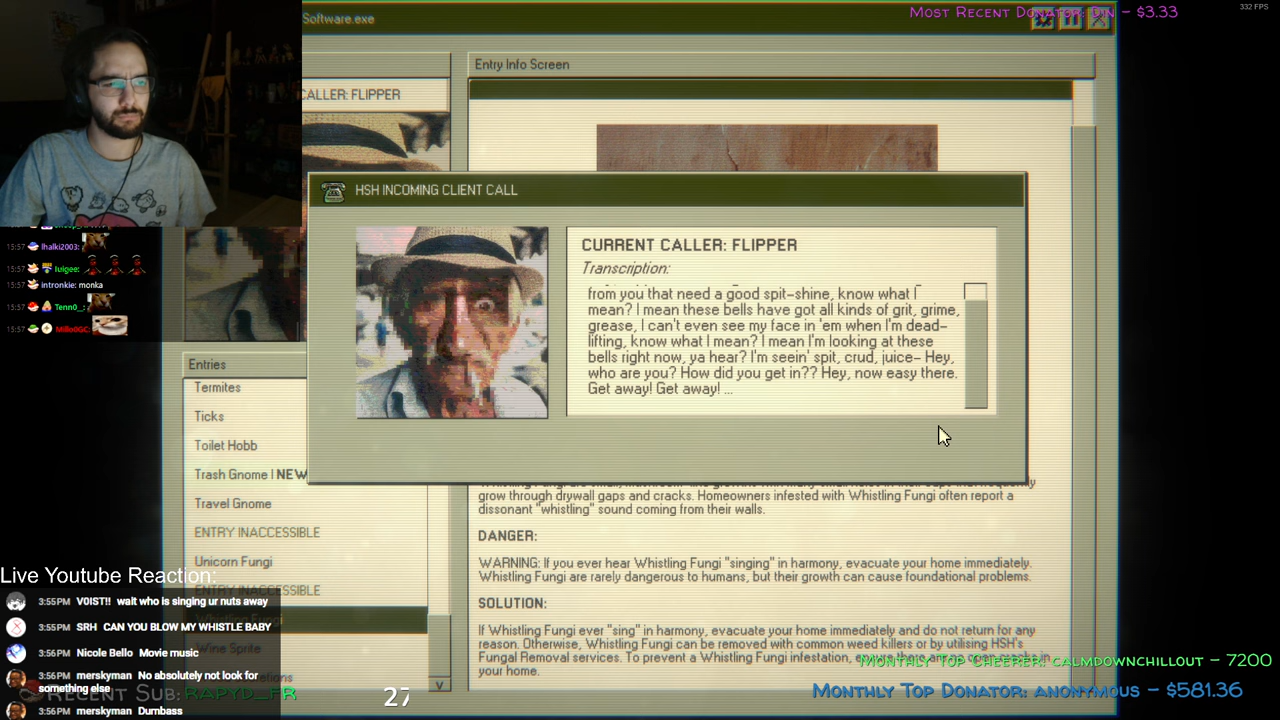 Software.exe
Most Recent Donator: Din - $3.33
332 FPS
Entry Info Screen
CALLER: FLIPPER
HSH INCOMING CLIENT CALL
CURRENT CALLER: FLIPPER
Transcription:
from you that need a good spit-shine, know what I
mean? I mean these bells have got all kinds of grit, grime,
grease, I can't even see my face in 'em when I'm dead-
lifting, know what I mean? I mean I'm looking at these
bells right now, ya hear? I'm seein' spit, crud, juice- Hey,
who are you? How did you get in?? Hey, now easy there.
Get away! Get away! ...
15:57 lhalki2003:
15:57 luigee:
15:57 intronkie: monka
15:57 Tenn0_:
15:57 Millo0GC:
Entries
Termites
Ticks
Toilet Hobb
Trash Gnome | NEW
Travel Gnome
ENTRY INACCESSIBLE
Unicorn Fungi
ENTRY INACCESSIBLE
Wine Sprite
grow through drywall gaps and cracks. Homeowners infested with Whistling Fungi often report a
dissonant "whistling" sound coming from their walls.
DANGER:
WARNING: If you ever hear Whistling Fungi "singing" in harmony, evacuate your home immediately.
Whistling Fungi are rarely dangerous to humans, but their growth can cause foundational problems.
SOLUTION:
If Whistling Fungi ever "sing" in harmony, evacuate your home immediately and do not return for any
reason. Otherwise, Whistling Fungi can be removed with common weed killers or by utilising HSH's
Fungal Removal services. To prevent a Whistling Fungi infestation,
your home.
Live Youtube Reaction:
3:55PM V0IST!! wait who is singing ur nuts away
3:55PM SRH CAN YOU BLOW MY WHISTLE BABY
3:56PM Nicole Bello Movie music
3:56PM merskyman No absolutely not look for
something else
3:56PM merskyman Dumbass
Recent Sub: RAPYD_FR
27
Monthly Top Cheerer: calmdownchillout - 7200
Monthly Top Donator: anonymous - $581.36